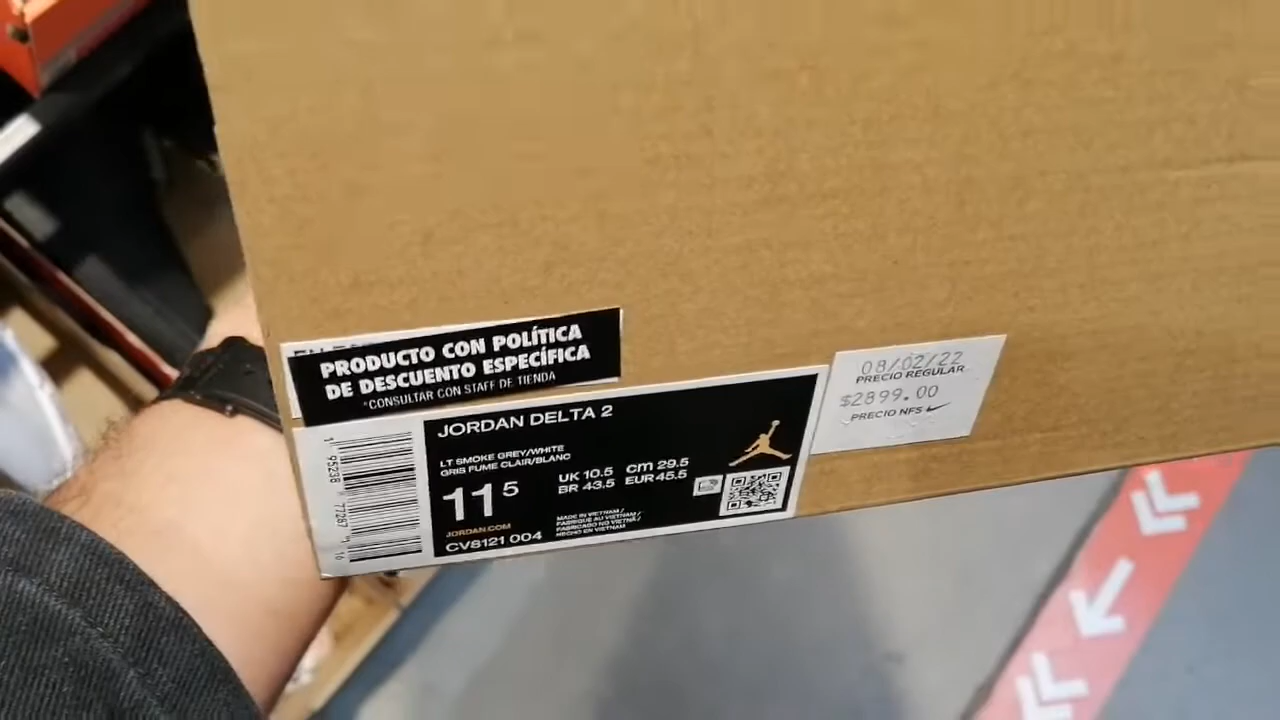 PRODUCTO CON POLÍTICA
DE DESCUENTO ESPECÍFICA
*CONSULTAR CON STAFF DE TIENDA
JORDAN DELTA 2
LT SMOKE GREY/WHITE
GRIS FUME CLAIR/BLANC
11 5
UK 10.5 cm 29.5
BR 43.5 EUR 45.5
JORDAN.COM
CV8121 004
MADE IN VIETNAM /
FABRIQUE AU VIETNAM /
FABRICADO NO VIETNÃ /
HECHO EN VIETNAM
08/02/22
PRECIO REGULAR
$2899.00
PRECIO NFS